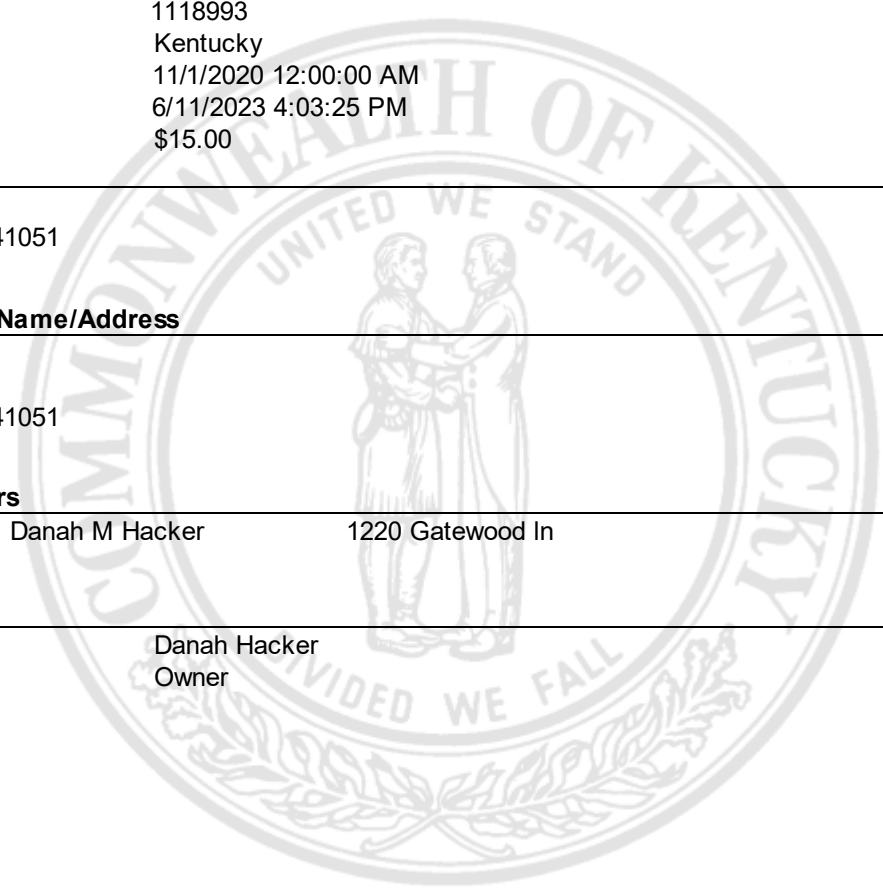 1118993
Kentucky
11/1/2020 12:00:00 AM
6/11/2023 4:03:25 PM
$15.00
41051
Name/Address
41051
rs
Danah M Hacker 1220 Gatewood ln
Danah Hacker
Owner
COMMONWEALTH OF KENTUCKY
UNITED WE STAND
DIVIDED WE FALL